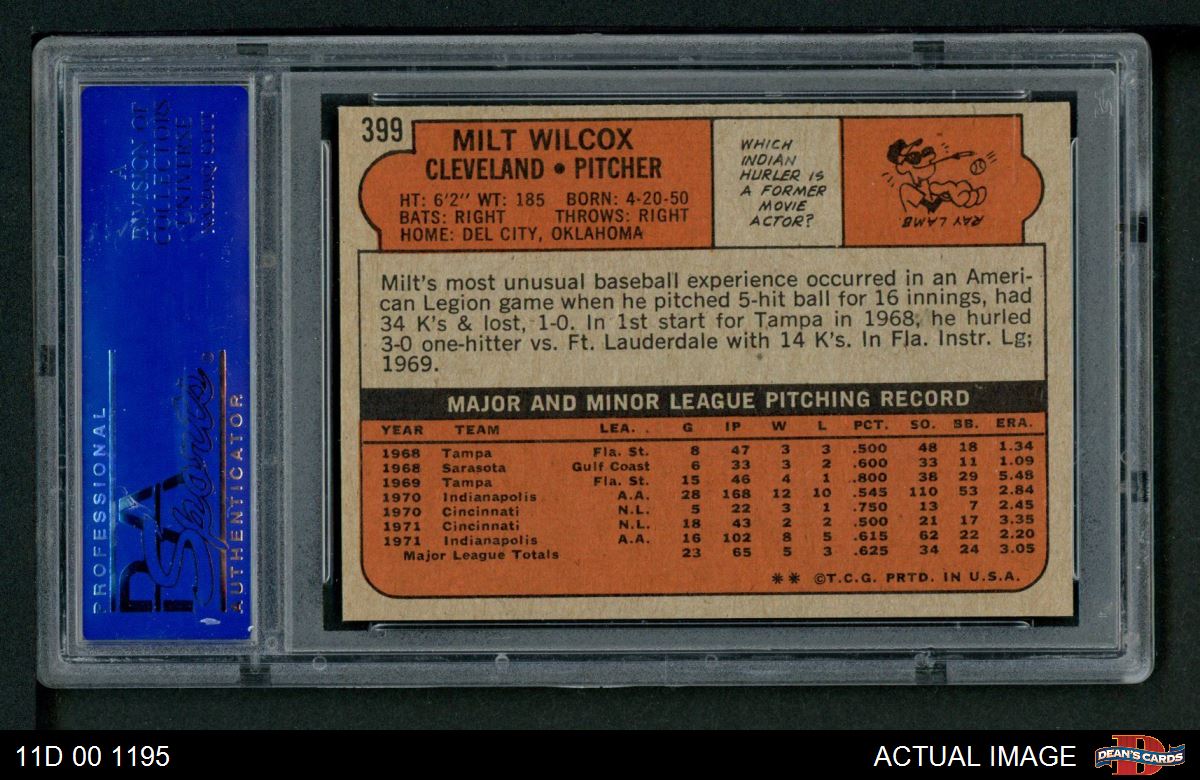 399
MILT WILCOX
CLEVELAND • PITCHER
HT: 6'2" WT: 185 BORN: 4-20-50
BATS: RIGHT THROWS: RIGHT
HOME: DEL CITY, OKLAHOMA
WHICH
INDIAN
HURLER IS
A FORMER
MOVIE
ACTOR?
RAY LAMB
Milt's most unusual baseball experience occurred in an Ameri-
can Legion game when he pitched 5-hit ball for 16 innings, had
34 K's & lost, 1-0. In 1st start for Tampa in 1968, he hurled
3-0 one-hitter vs. Ft. Lauderdale with 14 K's. In Fla. Instr. Lg;
1969.
MAJOR AND MINOR LEAGUE PITCHING RECORD
YEAR TEAM LEA. G IP W L PCT. SO. BB. ERA.
1968 Tampa Fla. St. 8 47 3 3 .500 48 18 1.34
1968 Sarasota Gulf Coast 6 33 3 2 .600 33 11 1.09
1969 Tampa Fla. St. 15 46 4 1 .800 38 29 5.48
1970 Indianapolis A.A. 28 168 12 10 .545 110 53 2.84
1970 Cincinnati N.L. 5 22 3 1 .750 13 7 2.45
1971 Cincinnati N.L. 18 43 2 2 .500 21 17 3.35
1971 Indianapolis A.A. 16 102 8 5 .615 62 22 2.20
Major League Totals 23 65 5 3 .625 34 24 3.05
** ©T.C.G. PRTD. IN U.S.A.
A
DIVISION OF
COLLECTORS
UNIVERSE
NASDAQ: CLCT
PROFESSIONAL
PSA
Sports
AUTHENTICATOR
11D 00 1195
ACTUAL IMAGE
D
DEAN'S CARDS